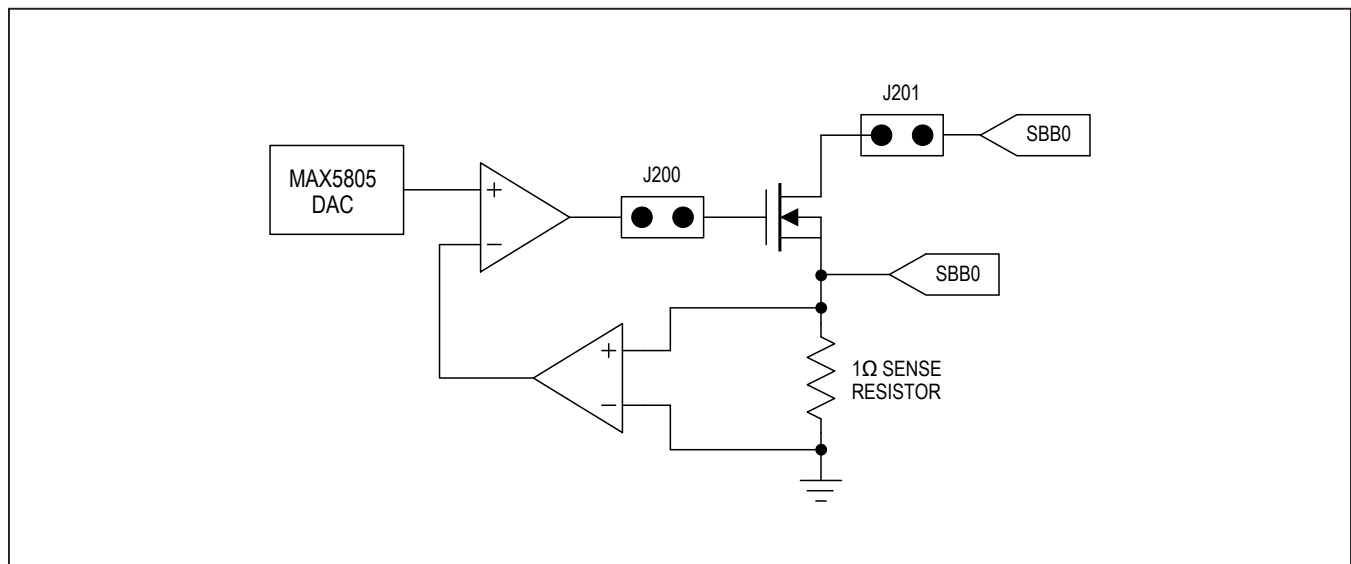 J201
SBB0
MAX5805
DAC
J200
+
−
SBB0
+
−
1Ω SENSE
RESISTOR